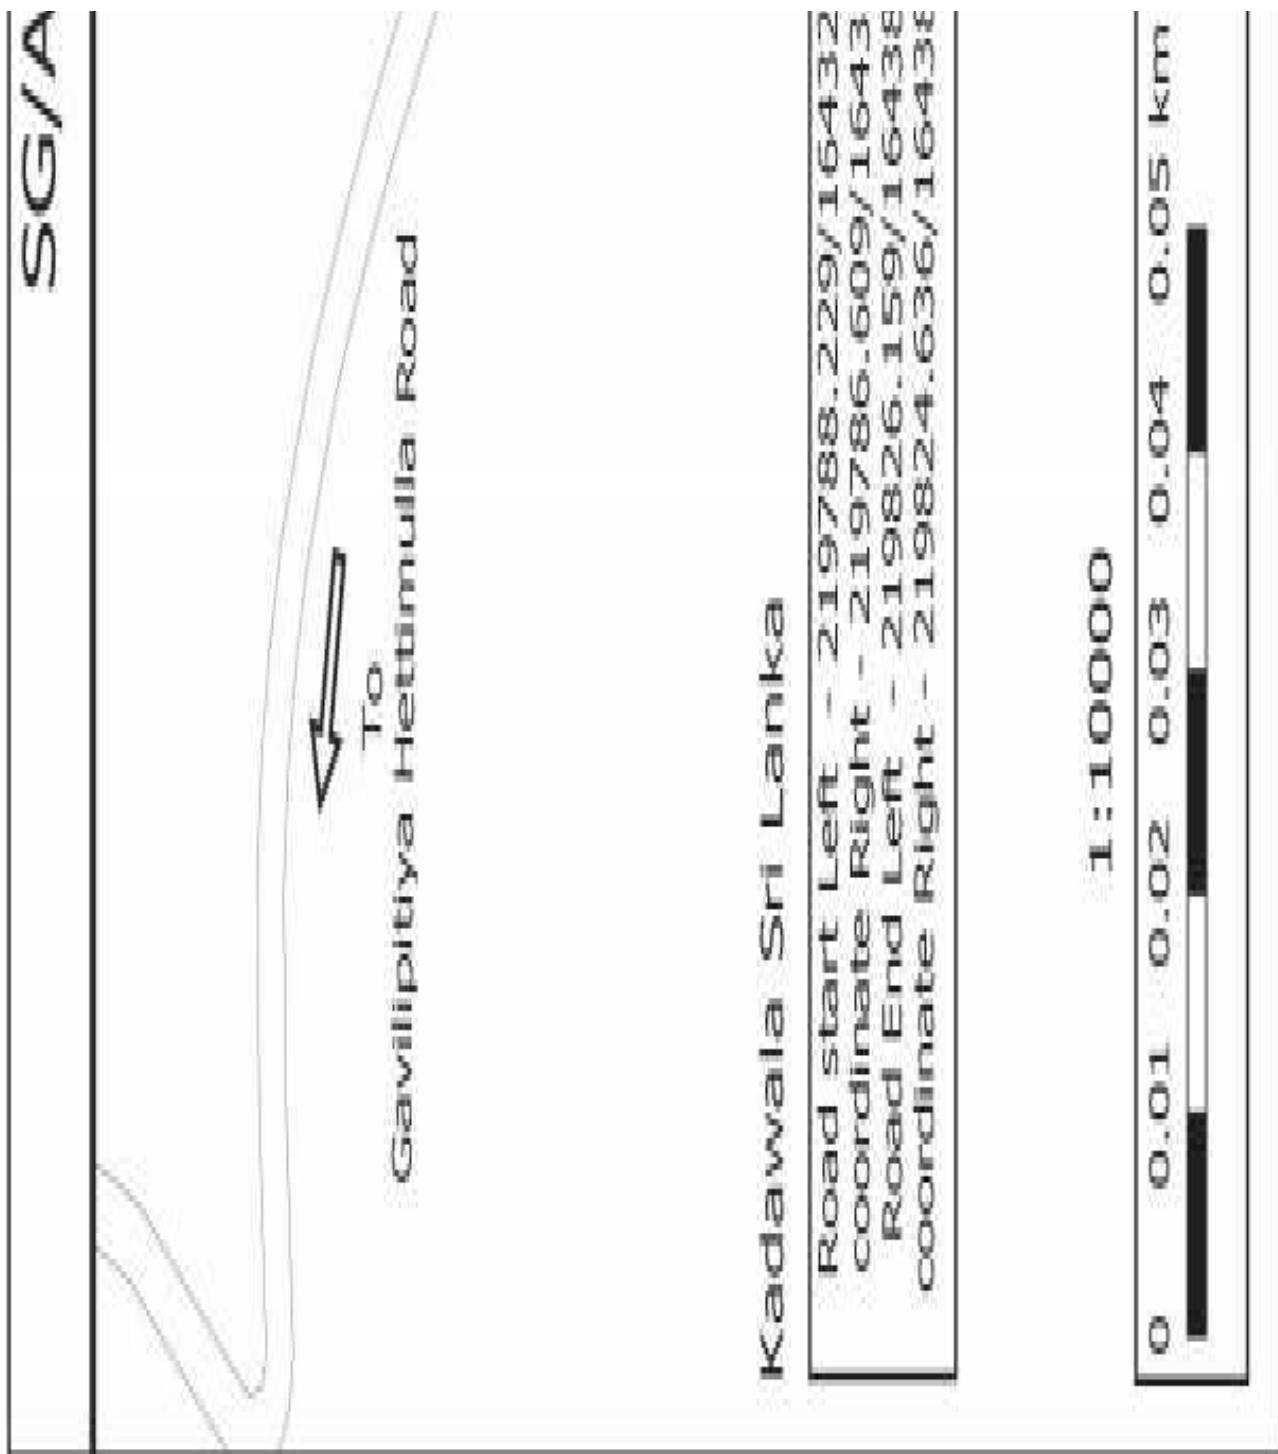 SG/A
To
Gavilipitiya Hettimulla Road
Kadawala Sri Lanka
Road start Left - 219788.229/16432
coordinate Right - 219786.609/1643
Road End Left - 219826.159/16438
coordinate Right - 219824.636/16438
1:10000
0 0.01 0.02 0.03 0.04 0.05 km